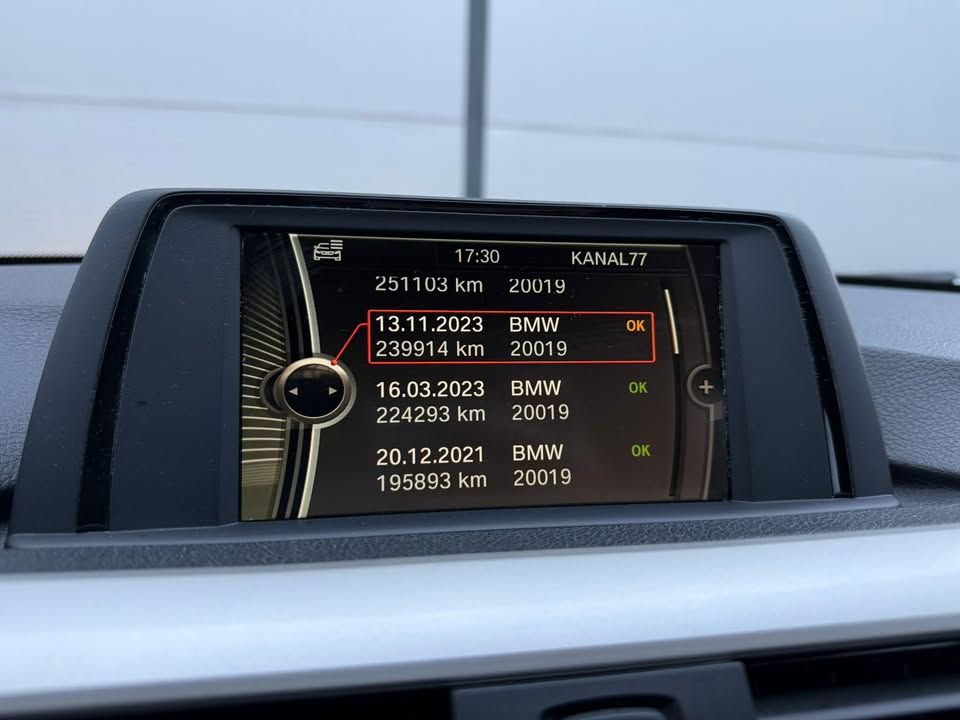 17:30 KANAL77
251103 km 20019
13.11.2023 BMW OK
239914 km 20019
16.03.2023 BMW OK
224293 km 20019
20.12.2021 BMW OK
195893 km 20019